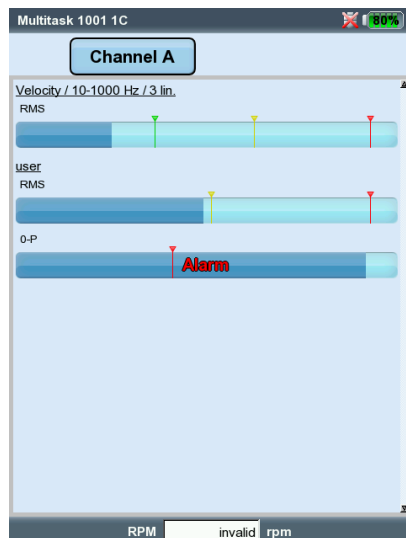 Multitask 1001 1C 80%
Channel A
Velocity / 10-1000 Hz / 3 lin.
RMS
user
RMS
0-P
Alarm
RPM invalid rpm